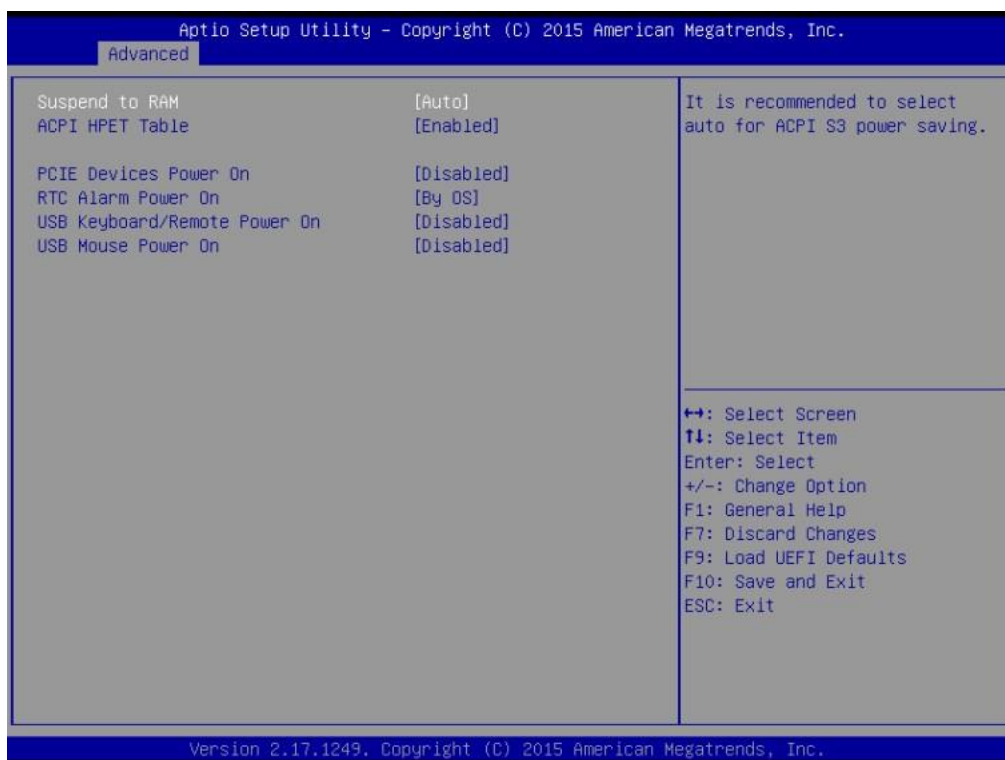 Aptio Setup Utility – Copyright (C) 2015 American Megatrends, Inc.
Advanced
Suspend to RAM [Auto]
ACPI HPET Table [Enabled]
PCIE Devices Power On [Disabled]
RTC Alarm Power On [By OS]
USB Keyboard/Remote Power On [Disabled]
USB Mouse Power On [Disabled]
It is recommended to select
auto for ACPI S3 power saving.
↔: Select Screen
↑↓: Select Item
Enter: Select
+/-: Change Option
F1: General Help
F7: Discard Changes
F9: Load UEFI Defaults
F10: Save and Exit
ESC: Exit
Version 2.17.1249. Copyright (C) 2015 American Megatrends, Inc.